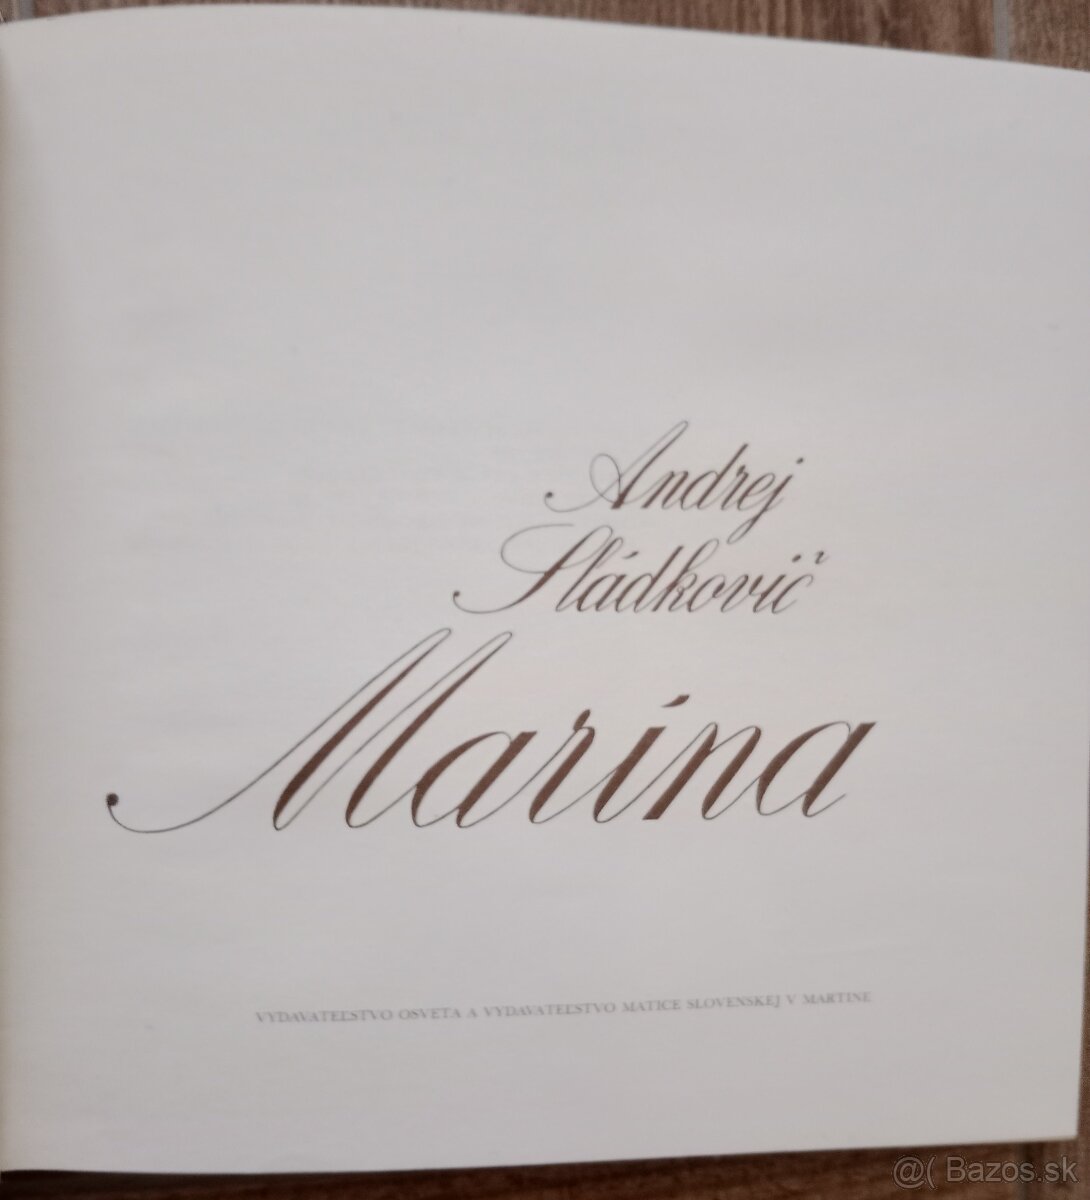 Andrej
Sládkovič
Marína
VYDAVATEĽSTVO OSVETA A VYDAVATEĽSTVO MATICE SLOVENSKEJ V MARTINE
@( Bazos.sk